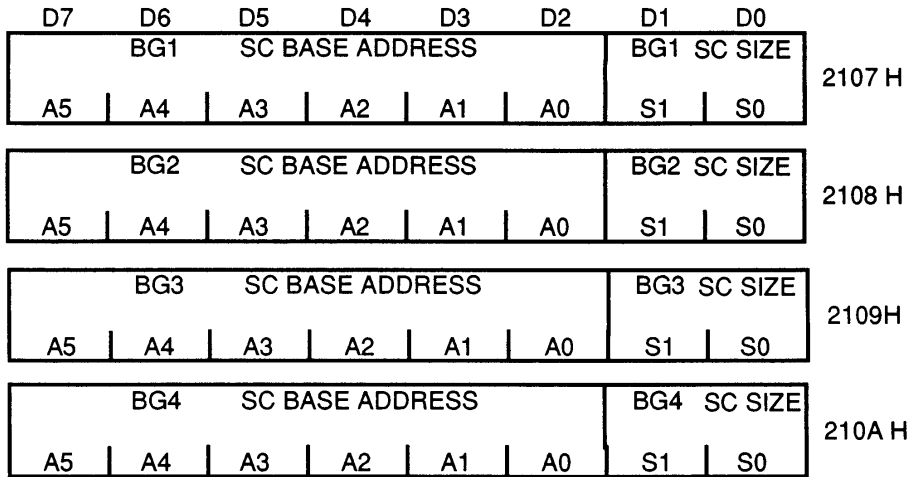 D7 D6 D5 D4 D3 D2 D1 D0
BG1 SC BASE ADDRESS BG1 SC SIZE
2107 H
A5 A4 A3 A2 A1 A0 S1 S0
BG2 SC BASE ADDRESS BG2 SC SIZE
2108 H
A5 A4 A3 A2 A1 A0 S1 S0
BG3 SC BASE ADDRESS BG3 SC SIZE
2109H
A5 A4 A3 A2 A1 A0 S1 S0
BG4 SC BASE ADDRESS BG4 SC SIZE
210A H
A5 A4 A3 A2 A1 A0 S1 S0